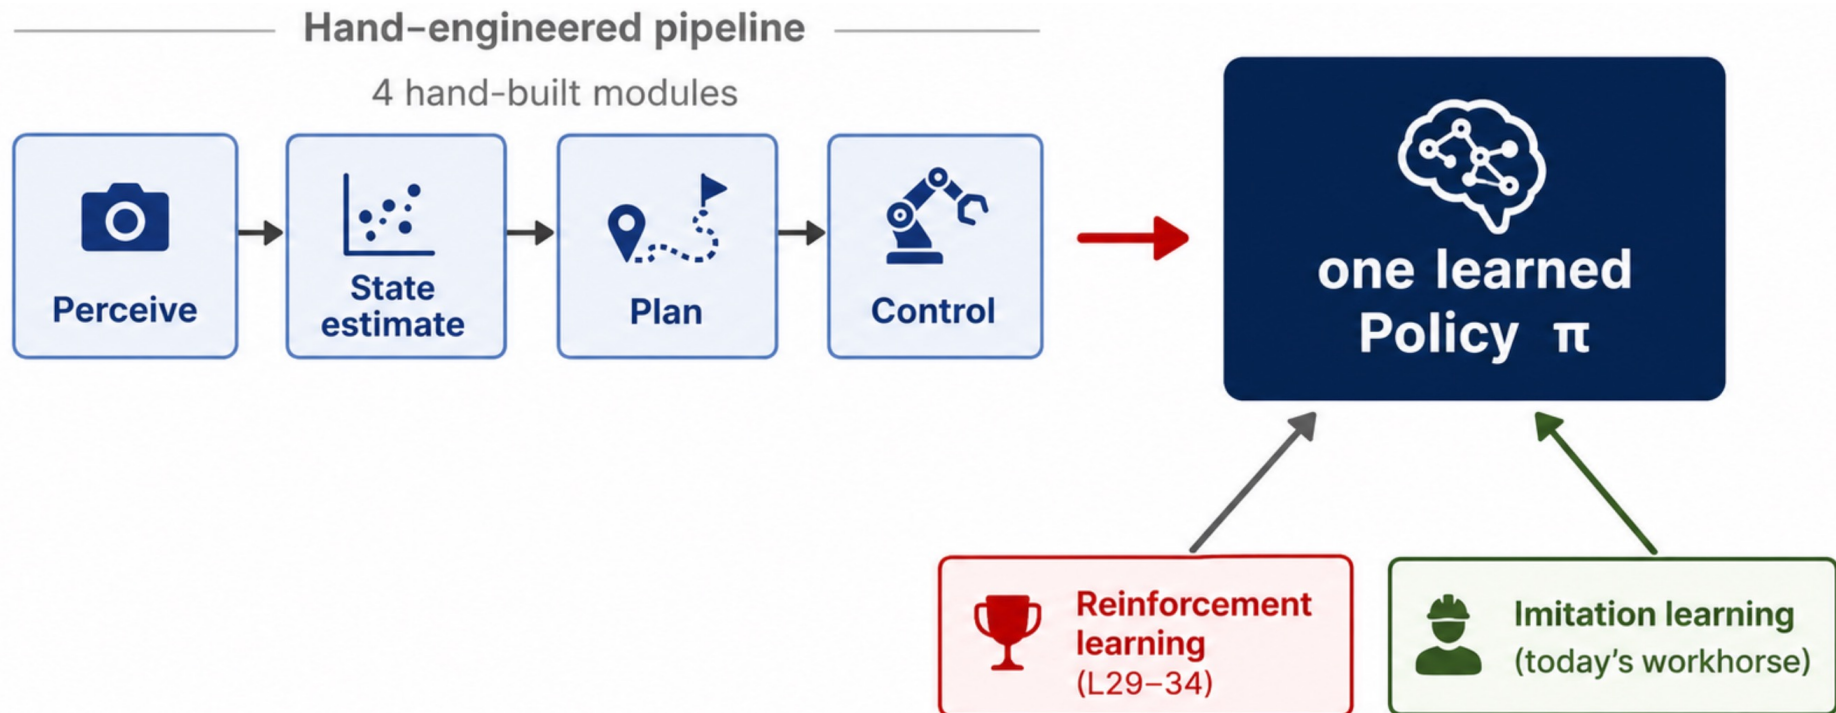 Hand-engineered pipeline
4 hand-built modules
Perceive
State
estimate
Plan
Control
one learned
Policy π
Reinforcement
learning
(L29–34)
Imitation learning
(today's workhorse)